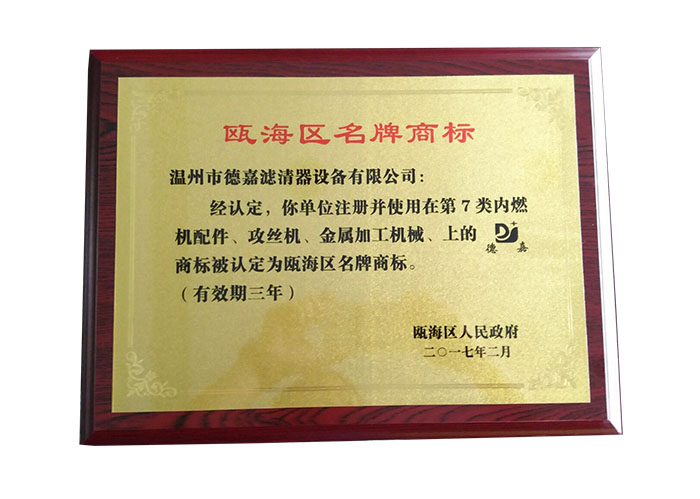 瓯海区名牌商标
温州市德嘉滤清器设备有限公司：
经认定，你单位注册并使用在第7类内燃
机配件、攻丝机、金属加工机械、上的 德嘉
商标被认定为瓯海区名牌商标。
（有效期三年）
瓯海区人民政府
二〇一七年二月